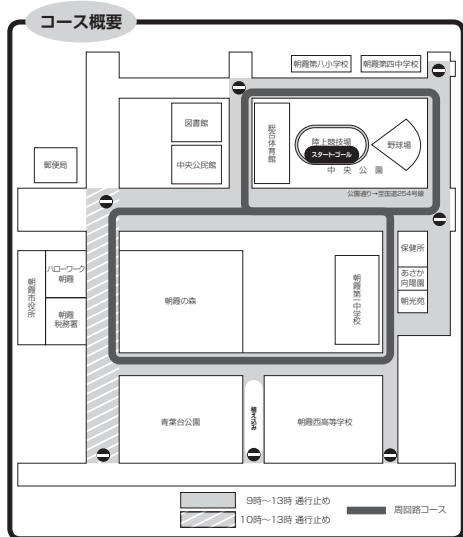 コース概要
朝霞第八小学校
朝霞第四中学校
図書館
中央公民館
総合体育館
陸上競技場
スタート・ゴール
野球場
中央公園
公園通り→至国道254号線
郵便局
朝霞市役所
ハローワーク
朝霞
朝霞
税務署
朝霞の森
朝霞第一中学校
保健所
あさか
向陽園
朝光苑
青葉台公園
植え込み
朝霞西高等学校
9時～13時 通行止め
10時～13時 通行止め
周回路コース